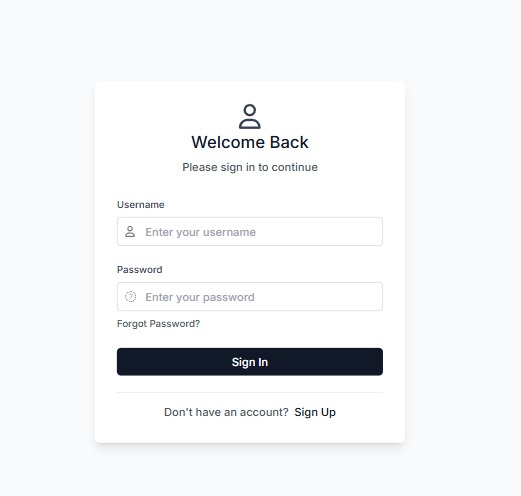 Welcome Back
Please sign in to continue
Username
Enter your username
Password
Enter your password
Forgot Password?
Sign In
Don't have an account? Sign Up